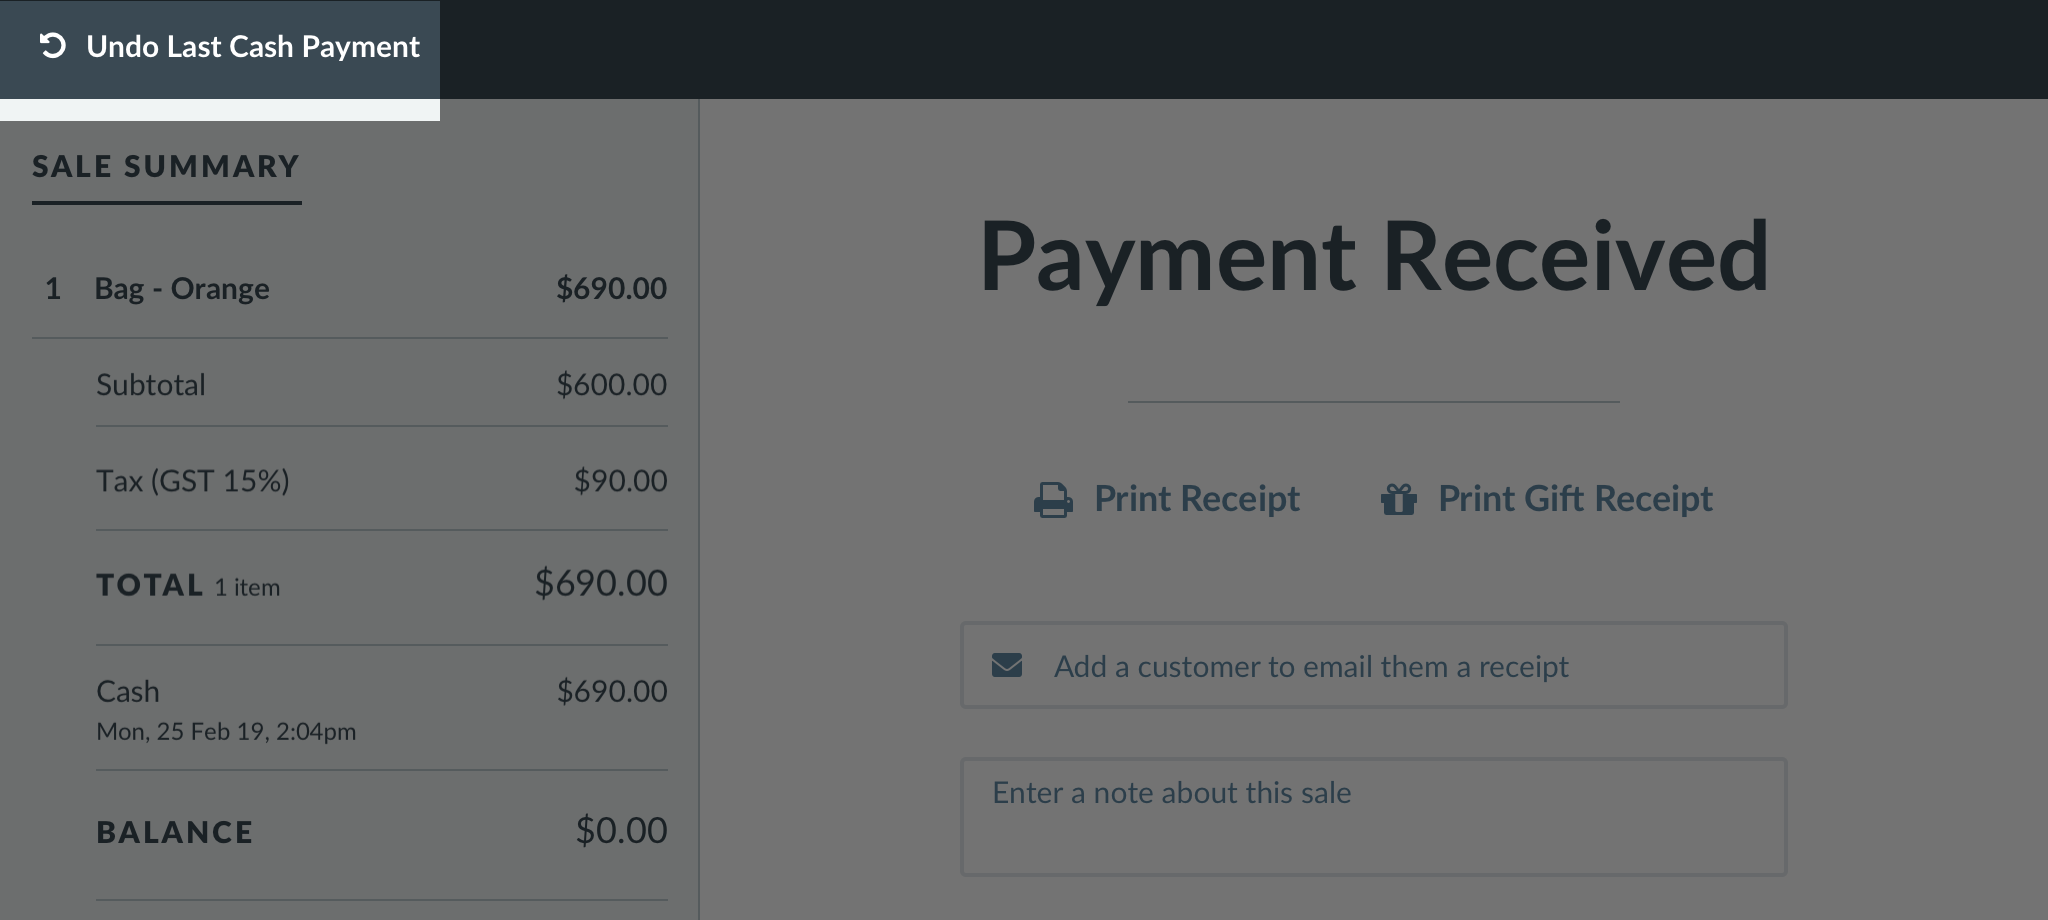 Undo Last Cash Payment
SALE SUMMARY
1 Bag - Orange $690.00
Subtotal $600.00
Tax (GST 15%) $90.00
TOTAL 1 item $690.00
Cash $690.00
Mon, 25 Feb 19, 2:04pm
BALANCE $0.00
Payment Received
Print Receipt Print Gift Receipt
Add a customer to email them a receipt
Enter a note about this sale